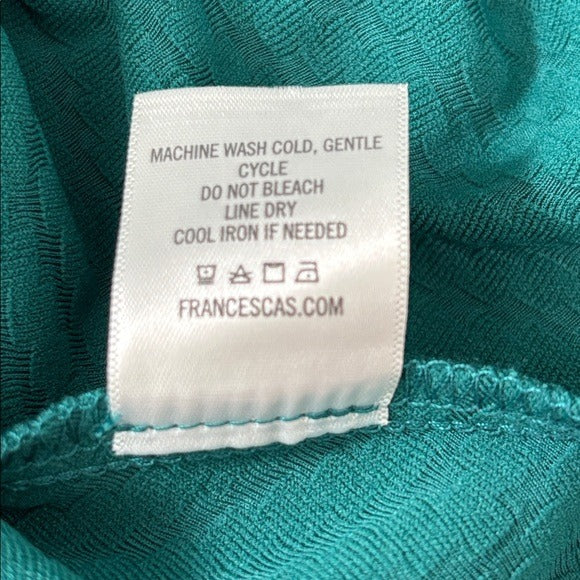 MACHINE WASH COLD, GENTLE
CYCLE
DO NOT BLEACH
LINE DRY
COOL IRON IF NEEDED
FRANCESCAS.COM